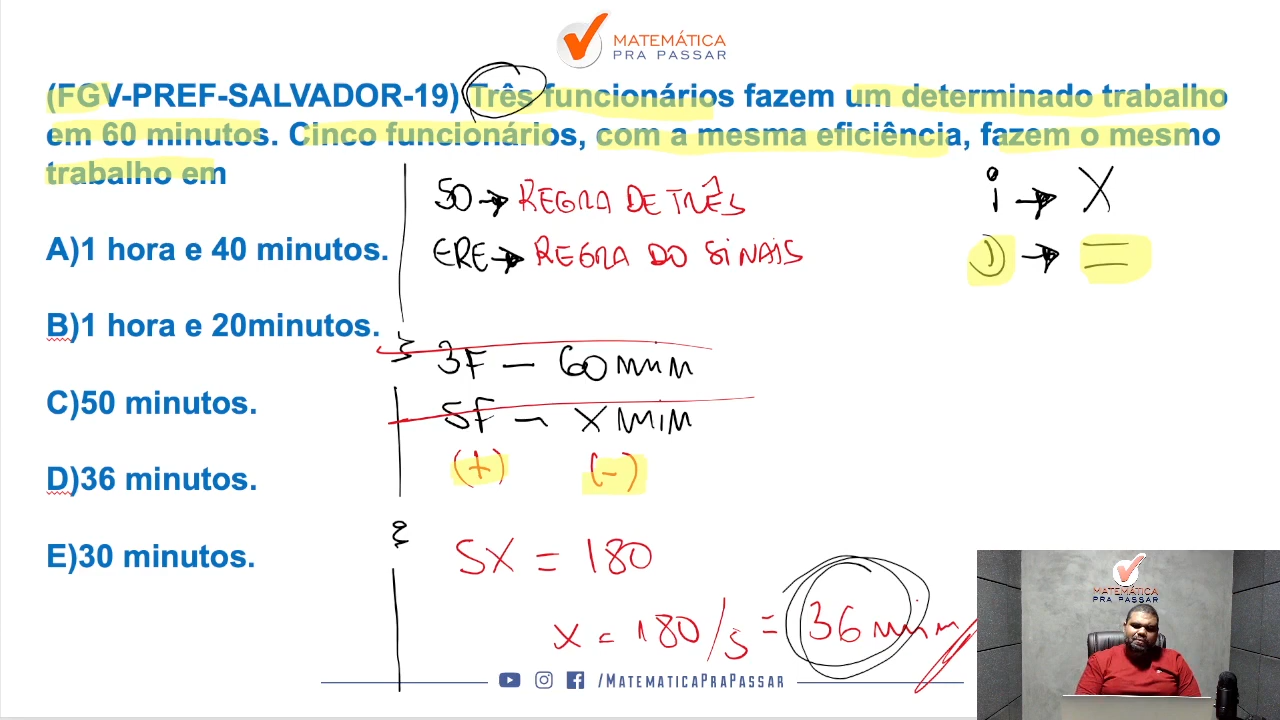 MATEMÁTICA
PRA PASSAR
(FGV-PREF-SALVADOR-19) Três funcionários fazem um determinado trabalho
em 60 minutos. Cinco funcionários, com a mesma eficiência, fazem o mesmo
trabalho em
SO → REGRA DE TRÊS
i → X
ERE → REGRA DO SINAIS
D → =
A)1 hora e 40 minutos.
B)1 hora e 20minutos.
3F — 60 min
C)50 minutos.
5F — X MIN
(+) (-)
D)36 minutos.
E)30 minutos.
5X = 180
X = 180/5 = 36 min
/MATEMATICAPRAPASSAR
MATEMÁTICA
PRA PASSAR